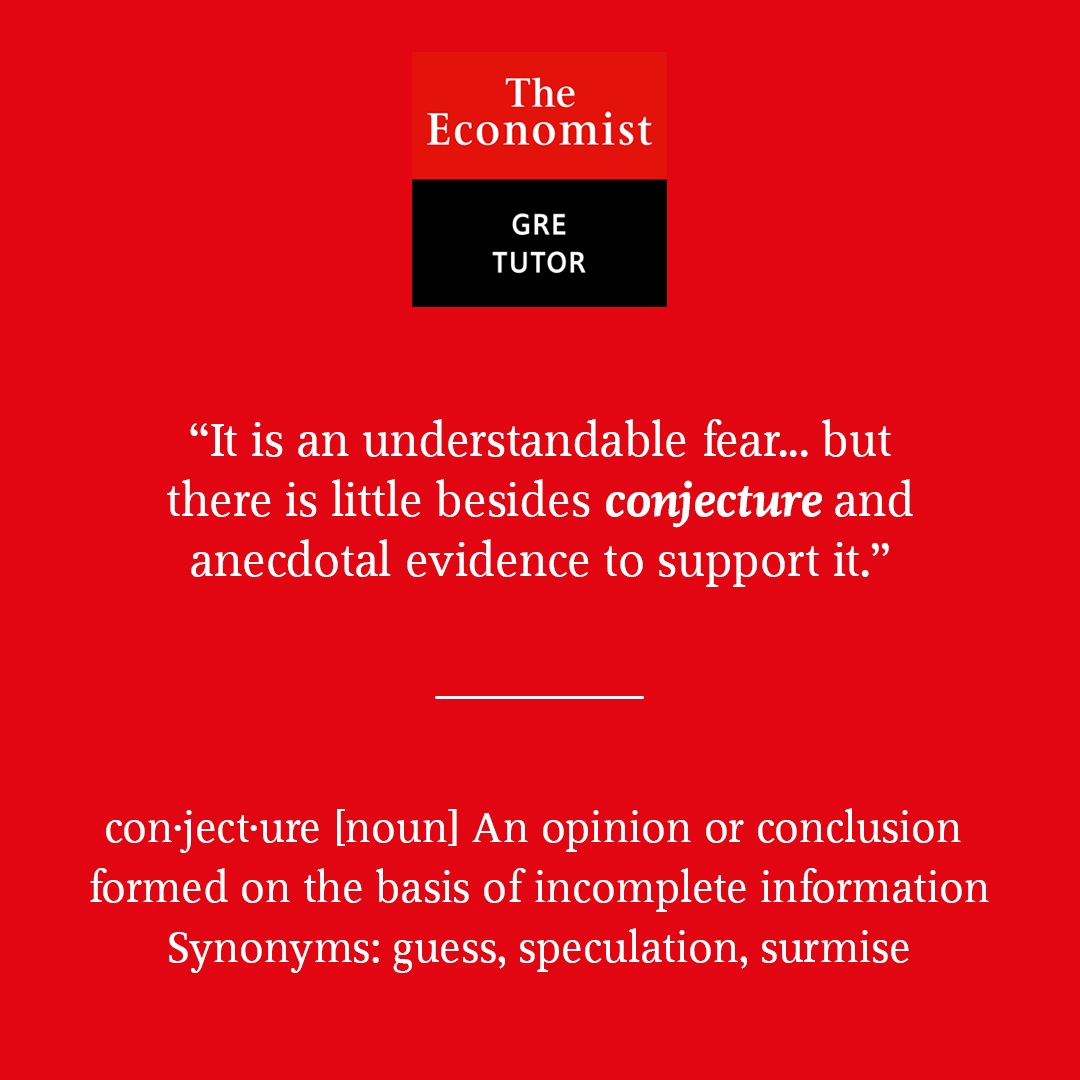 The
Economist
GRE
TUTOR
“It is an understandable fear... but
there is little besides conjecture and
anecdotal evidence to support it.”
con·ject·ure [noun] An opinion or conclusion
formed on the basis of incomplete information
Synonyms: guess, speculation, surmise